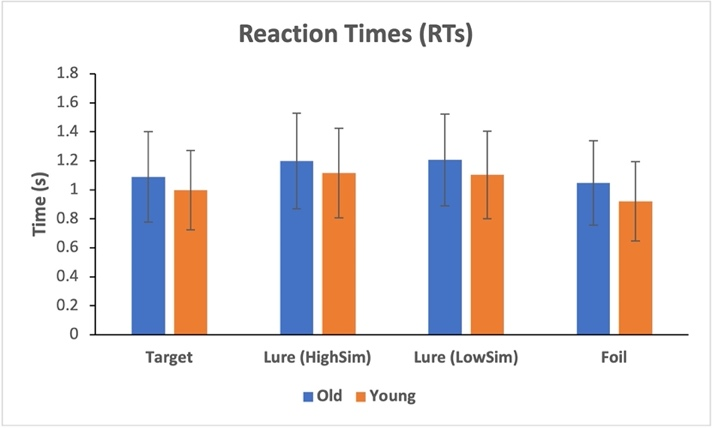 Reaction Times (RTs)
Time (s)
1.8
1.6
1.4
1.2
1
0.8
0.6
0.4
0.2
0
Target Lure (HighSim) Lure (LowSim) Foil
Old Young